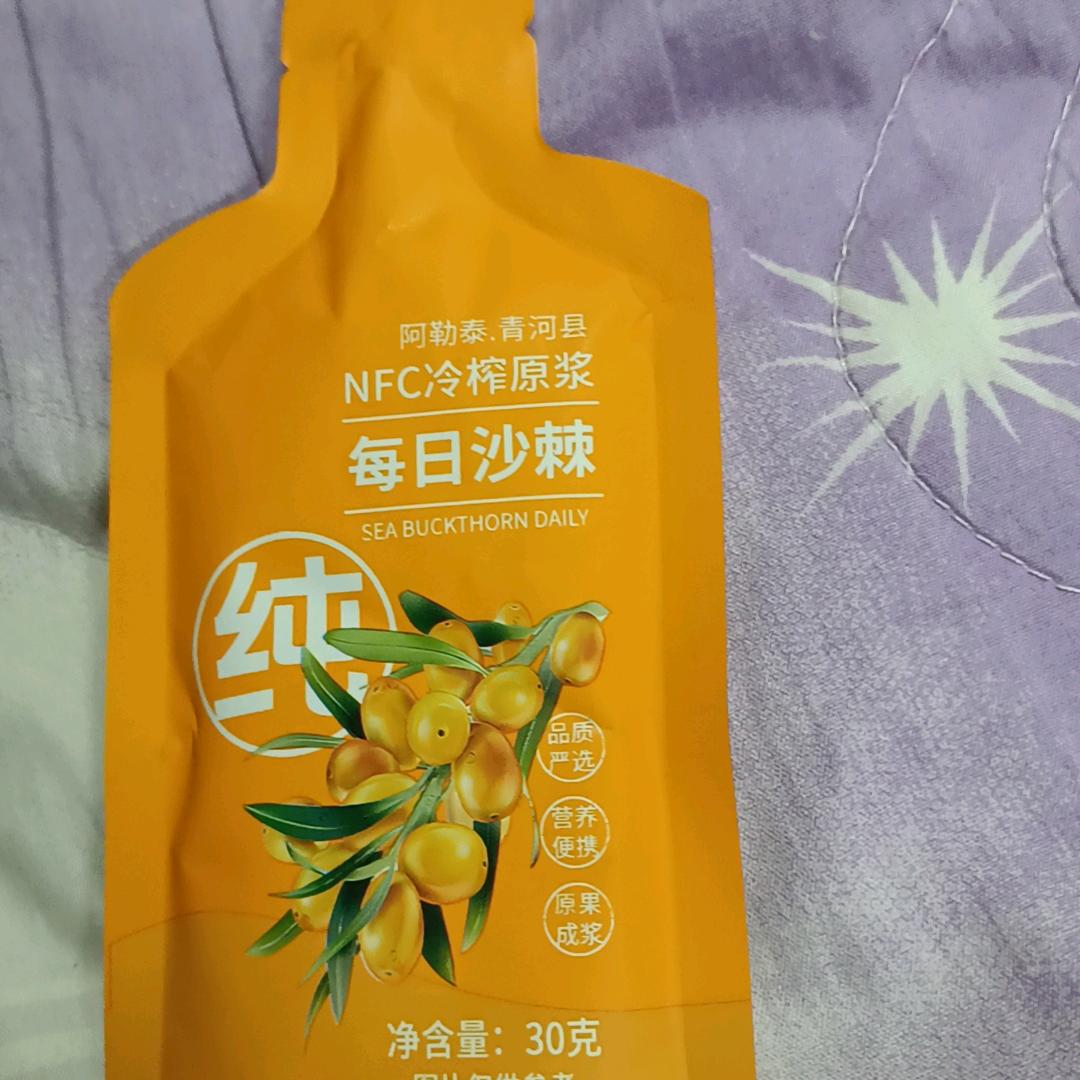 阿勒泰.青河县
NFC冷榨原浆
每日沙棘
SEA BUCKTHORN DAILY
纯
品质
严选
营养
便携
原果
成浆
净含量：30克